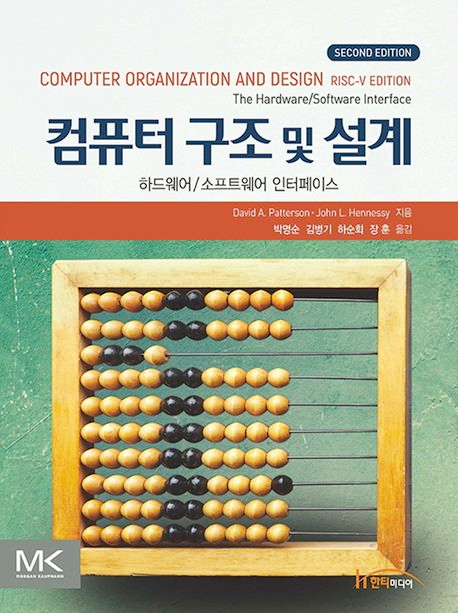 SECOND EDITION
COMPUTER ORGANIZATION AND DESIGN RISC-V EDITION
The Hardware/Software Interface
컴퓨터 구조 및 설계
하드웨어/소프트웨어 인터페이스
David A. Patterson · John L. Hennessy 지음
박명순 김병기 하순회 장 훈 옮김
MK
MORGAN KAUFMANN
한티미디어